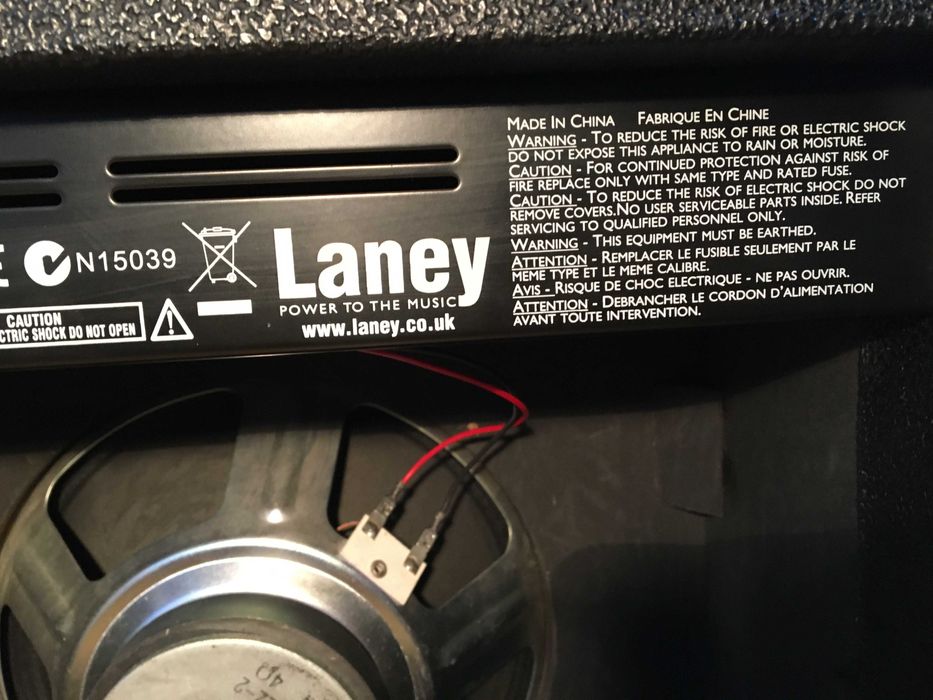 MADE IN CHINA FABRIQUE EN CHINE
WARNING - TO REDUCE THE RISK OF FIRE OR ELECTRIC SHOCK
DO NOT EXPOSE THIS APPLIANCE TO RAIN OR MOISTURE.
CAUTION - FOR CONTINUED PROTECTION AGAINST RISK OF
FIRE REPLACE ONLY WITH SAME TYPE AND RATED FUSE.
CAUTION - TO REDUCE THE RISK OF ELECTRIC SHOCK DO NOT
REMOVE COVERS.NO USER SERVICEABLE PARTS INSIDE. REFER
SERVICING TO QUALIFIED PERSONNEL ONLY.
WARNING - THIS EQUIPMENT MUST BE EARTHED.
ATTENTION - REMPLACER LE FUSIBLE SEULEMENT PAR LE
MEME TYPE ET LE MEME CALIBRE.
AVIS - RISQUE DE CHOC ELECTRIQUE - NE PAS OUVRIR.
ATTENTION - DEBRANCHER LE CORDON D'ALIMENTATION
AVANT TOUTE INTERVENTION.
N15039
Laney
POWER TO THE MUSIC
www.laney.co.uk
CAUTION
CTRIC SHOCK DO NOT OPEN
4Ω